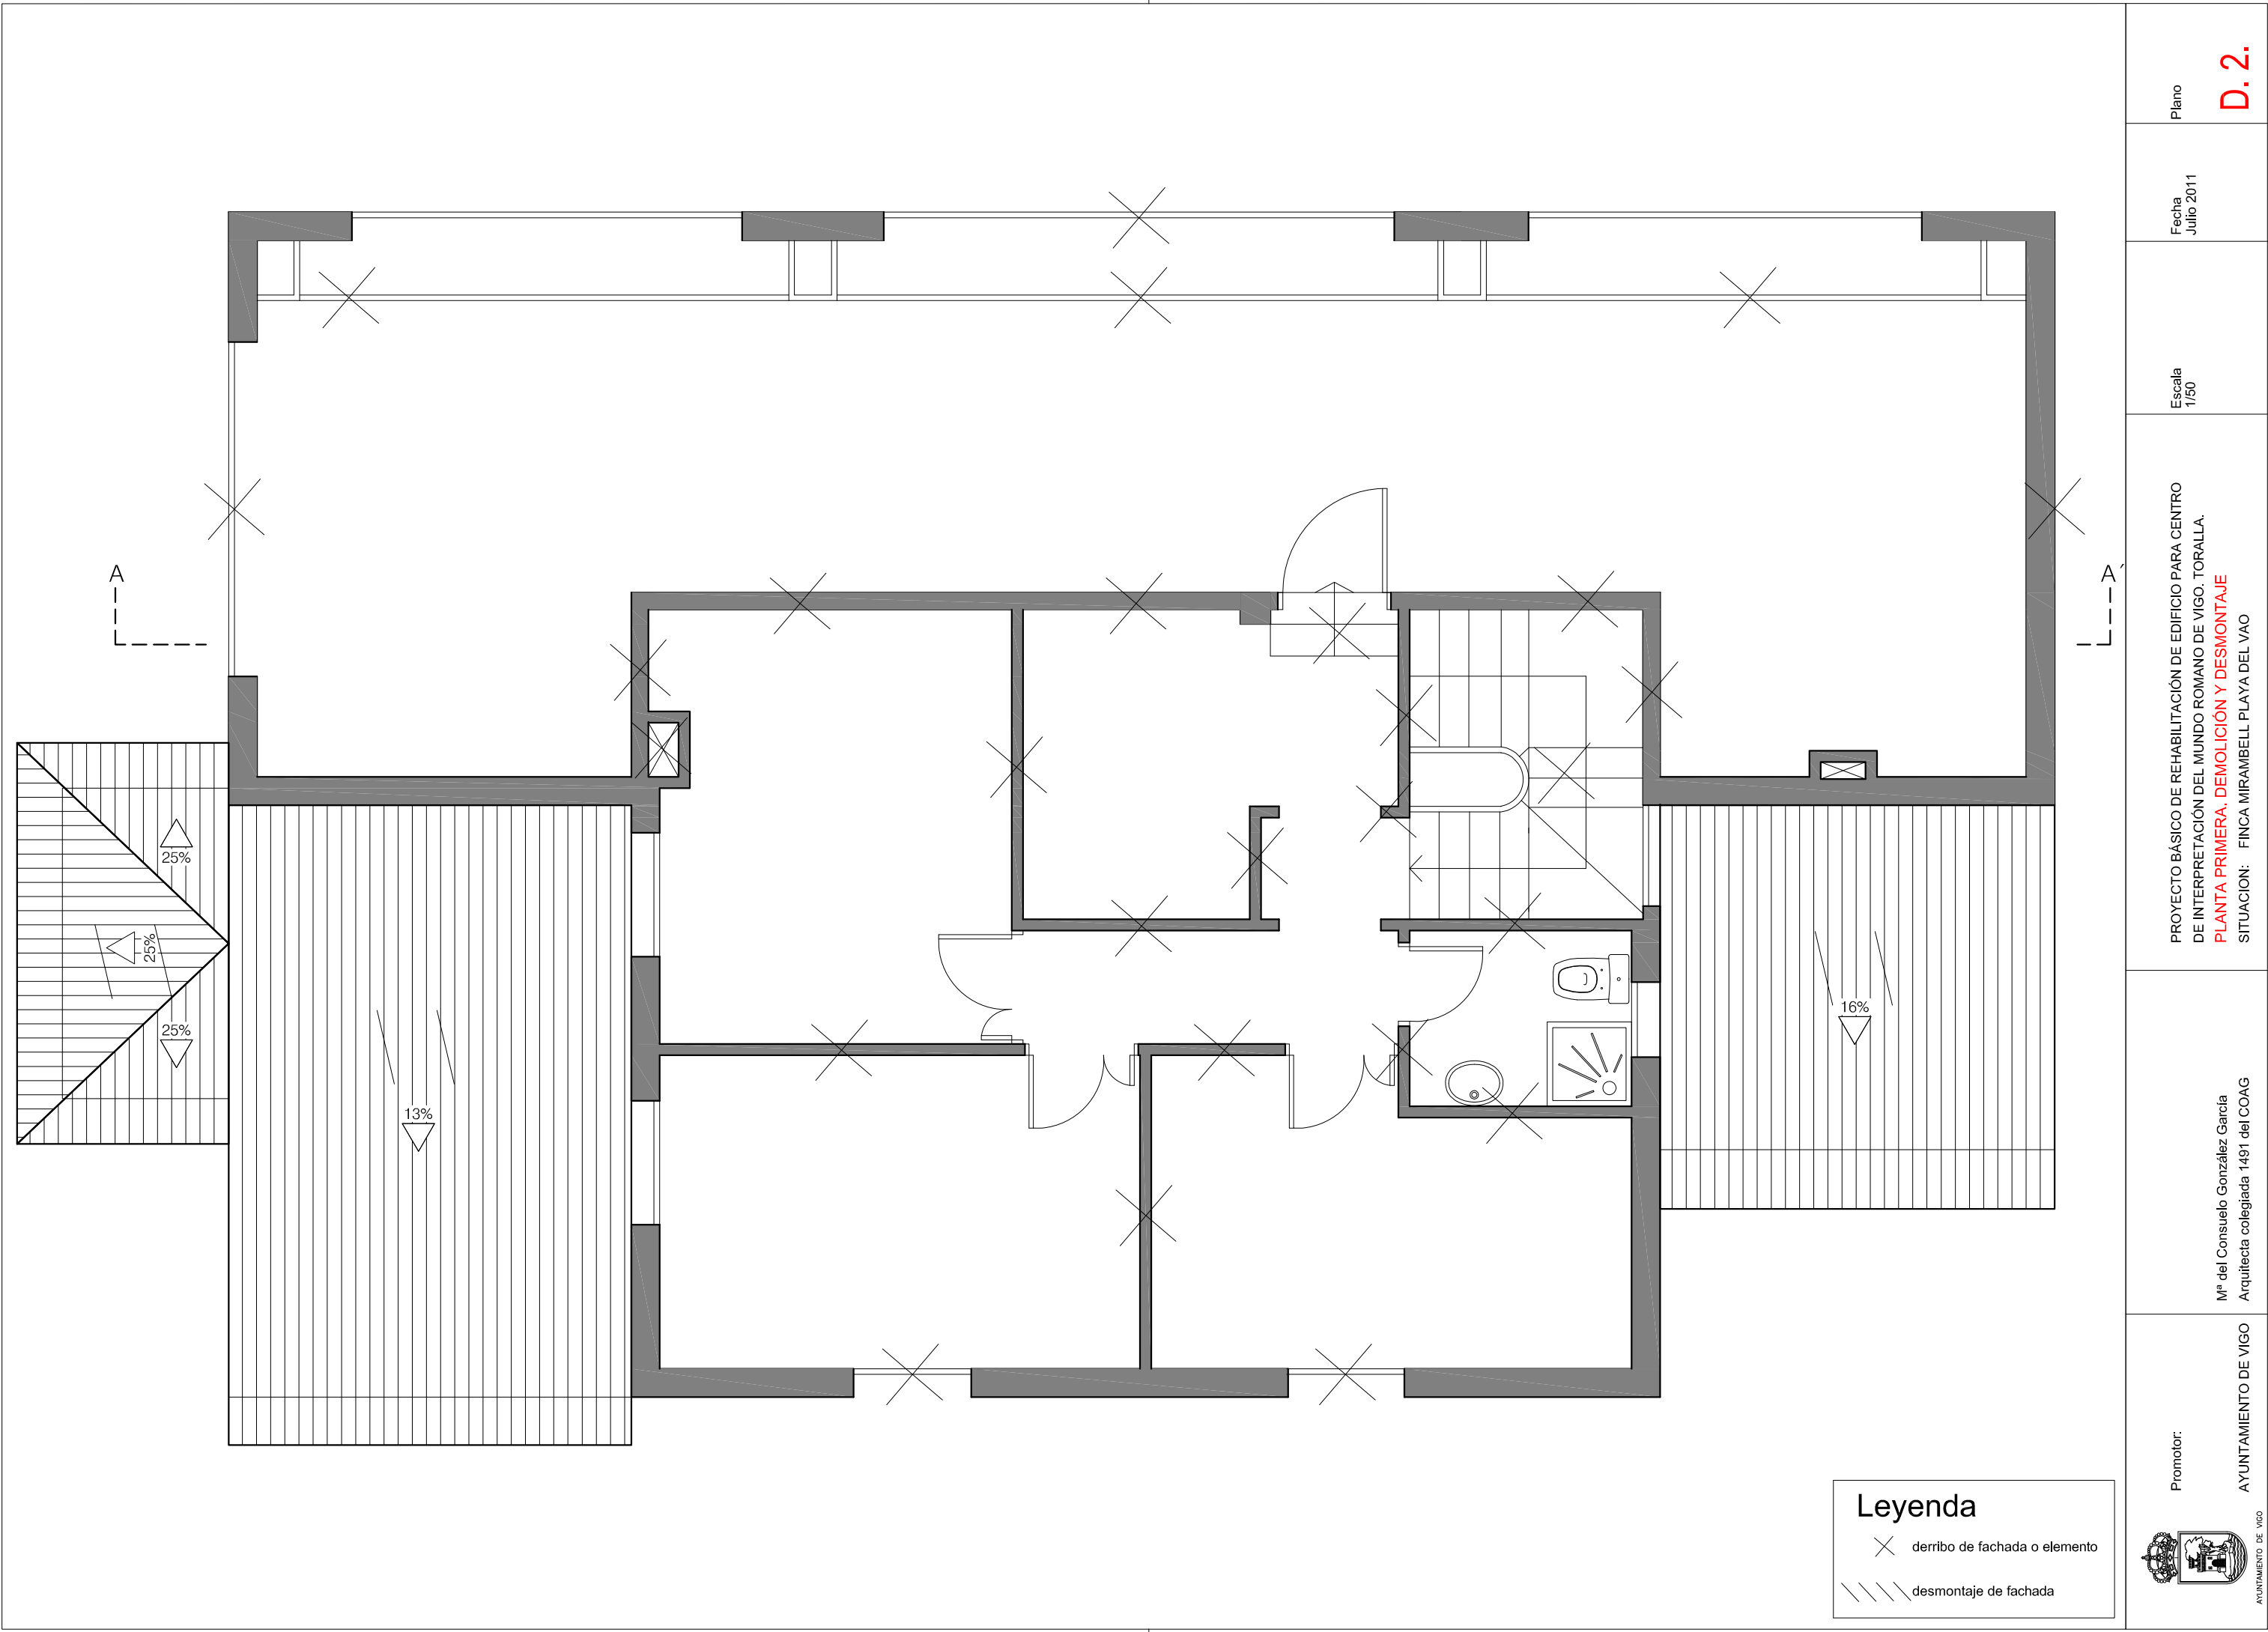 A
A´
25%
25%
25%
13%
16%
Leyenda
derribo de fachada o elemento
desmontaje de fachada
Plano
D. 2.
Fecha
Julio 2011
Escala
1/50
PROYECTO BÁSICO DE REHABILITACIÓN DE EDIFICIO PARA CENTRO
DE INTERPRETACIÓN DEL MUNDO ROMANO DE VIGO. TORALLA.
PLANTA PRIMERA. DEMOLICIÓN Y DESMONTAJE
SITUACION: FINCA MIRAMBELL PLAYA DEL VAO
Mª del Consuelo González García
Arquitecta colegiada 1491 del COAG
Promotor:
AYUNTAMIENTO DE VIGO
AYUNTAMIENTO DE VIGO